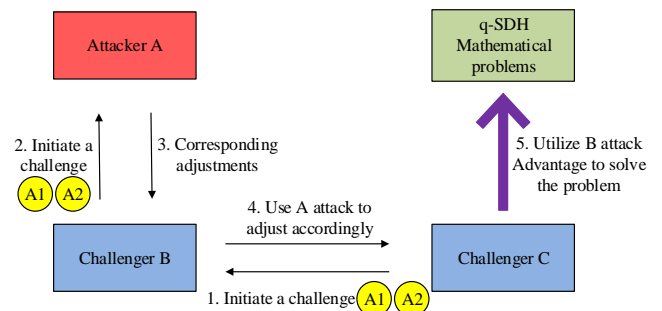 Attacker A
q-SDH
Mathematical
problems
2. Initiate a
challenge
A1 A2
3. Corresponding
adjustments
5. Utilize B attack
Advantage to solve
the problem
4. Use A attack to
adjust accordingly
Challenger B
Challenger C
1. Initiate a challenge A1 A2